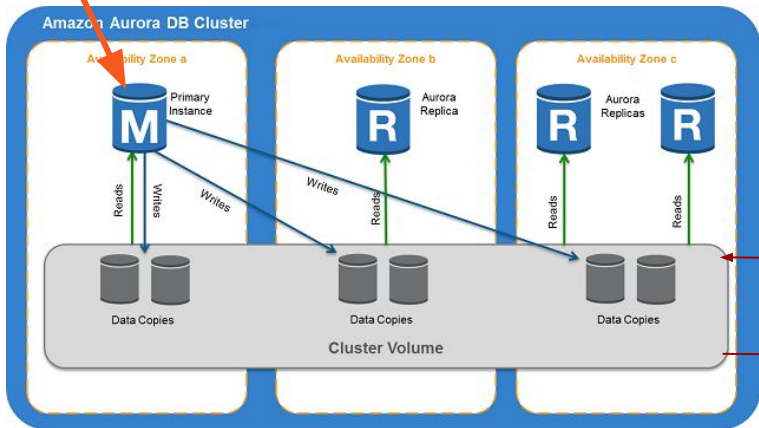 Amazon Aurora DB Cluster
Availability Zone a
Availability Zone b
Availability Zone c
M
Primary
Instance
R
Aurora
Replica
R
Aurora
Replicas
R
Reads
Writes
Writes
Writes
Reads
Reads
Reads
Data Copies
Data Copies
Data Copies
Cluster Volume